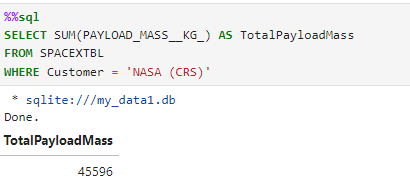 %%sql
SELECT SUM(PAYLOAD_MASS__KG_) AS TotalPayloadMass
FROM SPACEXTBL
WHERE Customer = 'NASA (CRS)'
* sqlite:///my_data1.db
Done.
TotalPayloadMass
45596